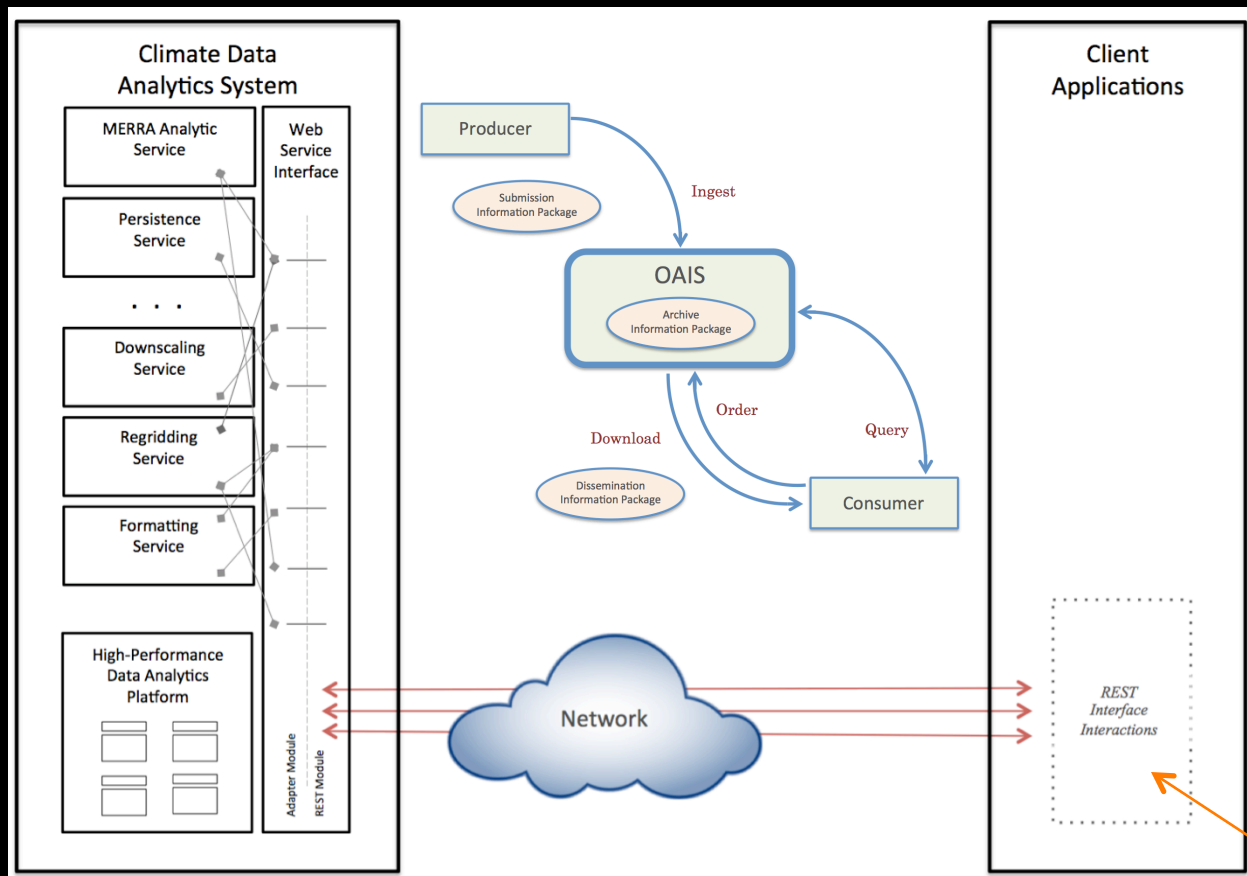 Climate Data
Analytics System
MERRA Analytic
Service
Persistence
Service
. . .
Downscaling
Service
Regridding
Service
Formatting
Service
High-Performance
Data Analytics
Platform
Web
Service
Interface
Adapter Module
REST Module
Producer
Submission
Information Package
Ingest
OAIS
Archive
Information Package
Order
Download
Query
Dissemination
Information Package
Consumer
Network
Client
Applications
REST
Interface
Interactions